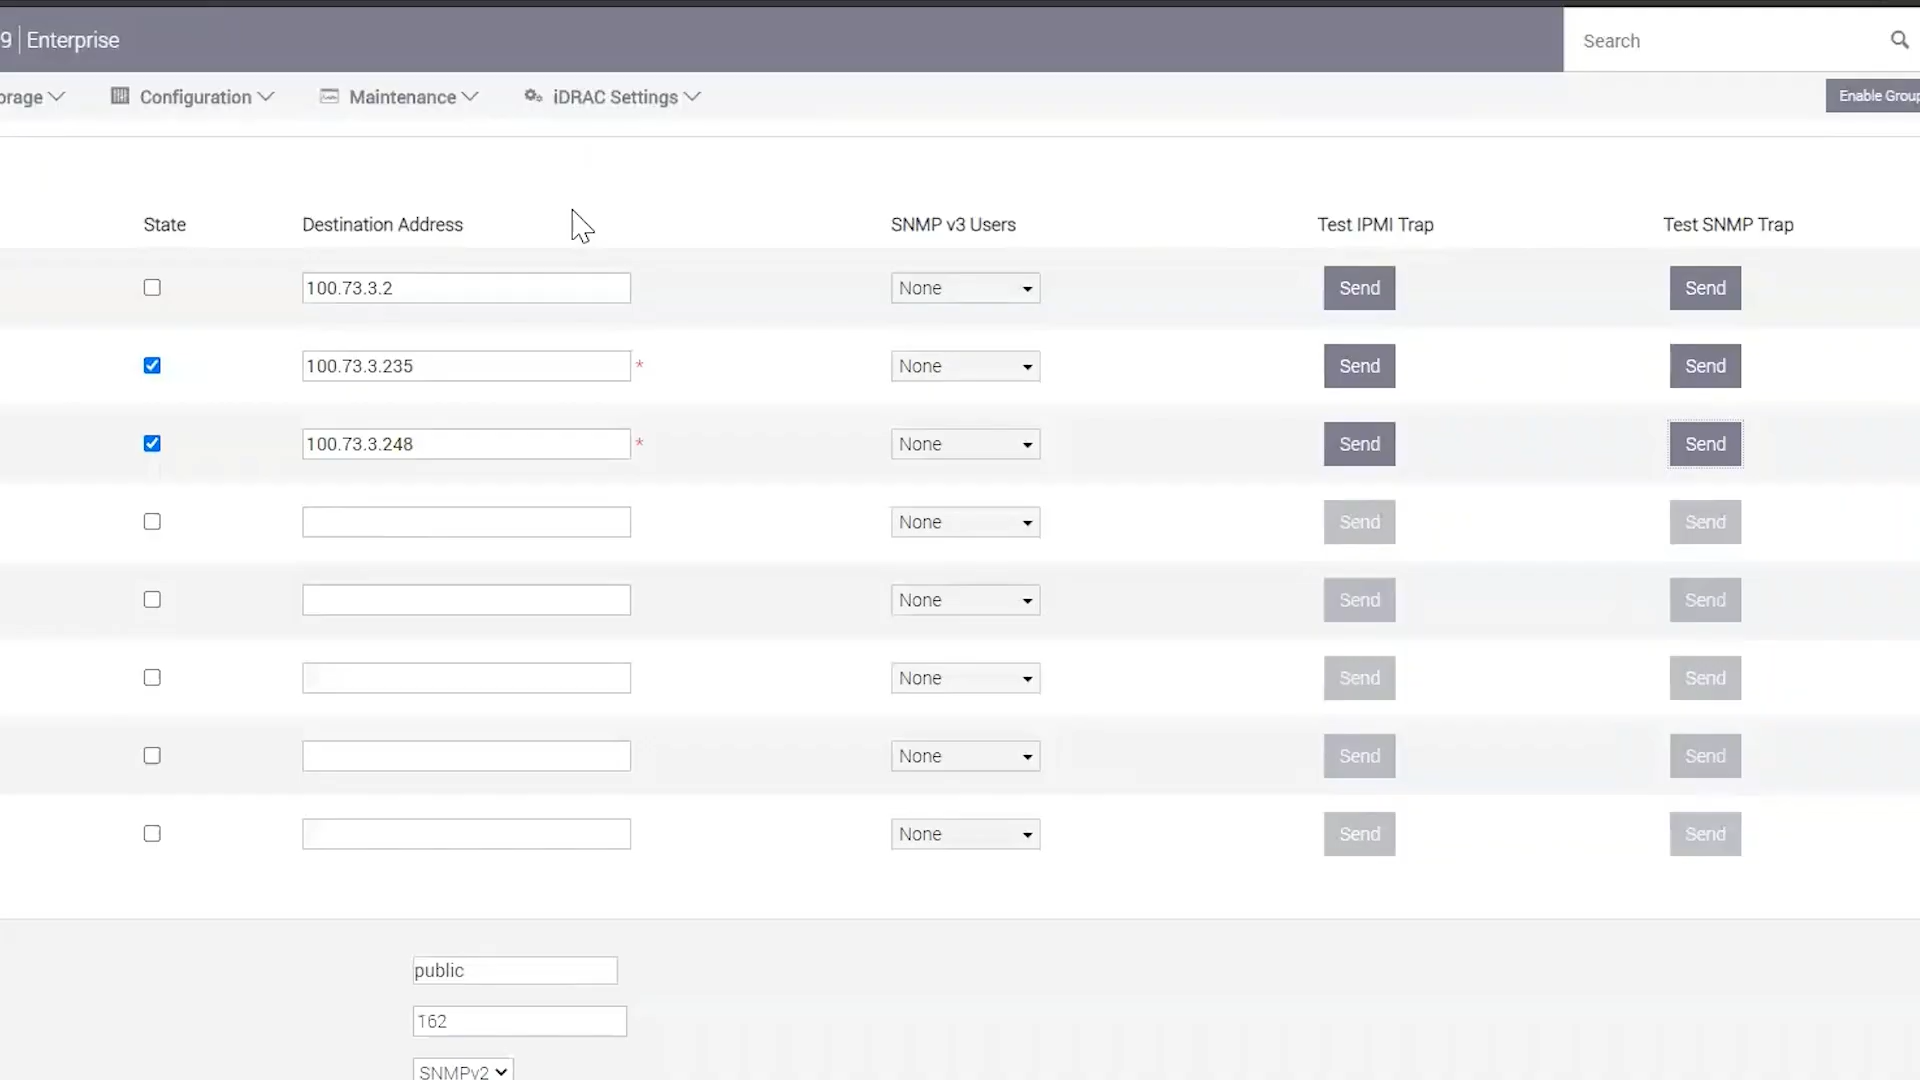 9 | Enterprise
Search
orage
Configuration
Maintenance
iDRAC Settings
Enable Group
State
Destination Address
SNMP v3 Users
Test IPMI Trap
Test SNMP Trap
100.73.3.2
None
Send
Send
100.73.3.235 *
None
Send
Send
100.73.3.248 *
None
Send
Send
None
Send
Send
None
Send
Send
None
Send
Send
None
Send
Send
None
Send
Send
public
162
SNMPv2